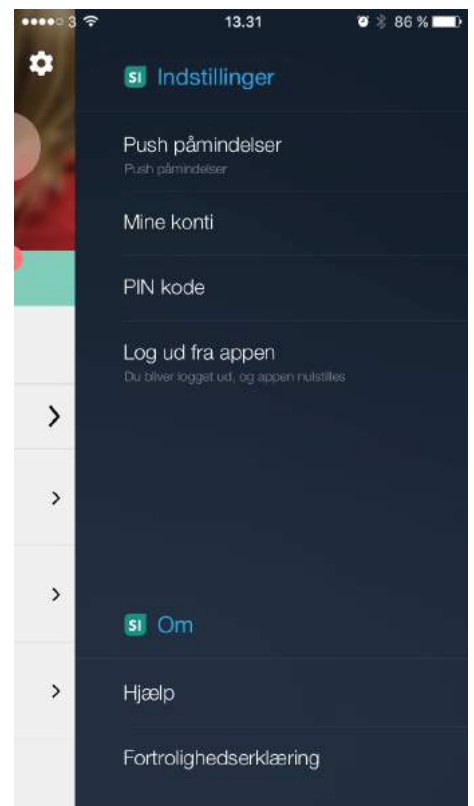 3 13.31 86 %
SI Indstillinger
Push påmindelser
Push påmindelser
Mine konti
PIN kode
Log ud fra appen
Du bliver logget ud, og appen nulstilles
SI Om
Hjælp
Fortrolighedserklæring